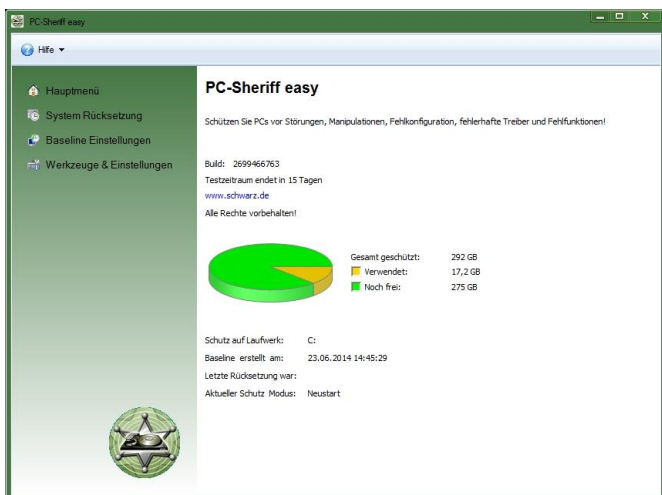 PC-Sheriff easy
Hilfe
Hauptmenü
System Rücksetzung
Baseline Einstellungen
Werkzeuge & Einstellungen
PC-Sheriff easy
Schützen Sie PCs vor Störungen, Manipulationen, Fehlkonfiguration, fehlerhafte Treiber und Fehlfunktionen!
Build: 2699466763
Testzeitraum endet in 15 Tagen
www.schwarz.de
Alle Rechte vorbehalten!
Gesamt geschützt: 292 GB
Verwendet: 17,2 GB
Noch frei: 275 GB
Schutz auf Laufwerk: C:
Baseline erstellt am: 23.06.2014 14:45:29
Letzte Rücksetzung war:
Aktueller Schutz Modus: Neustart